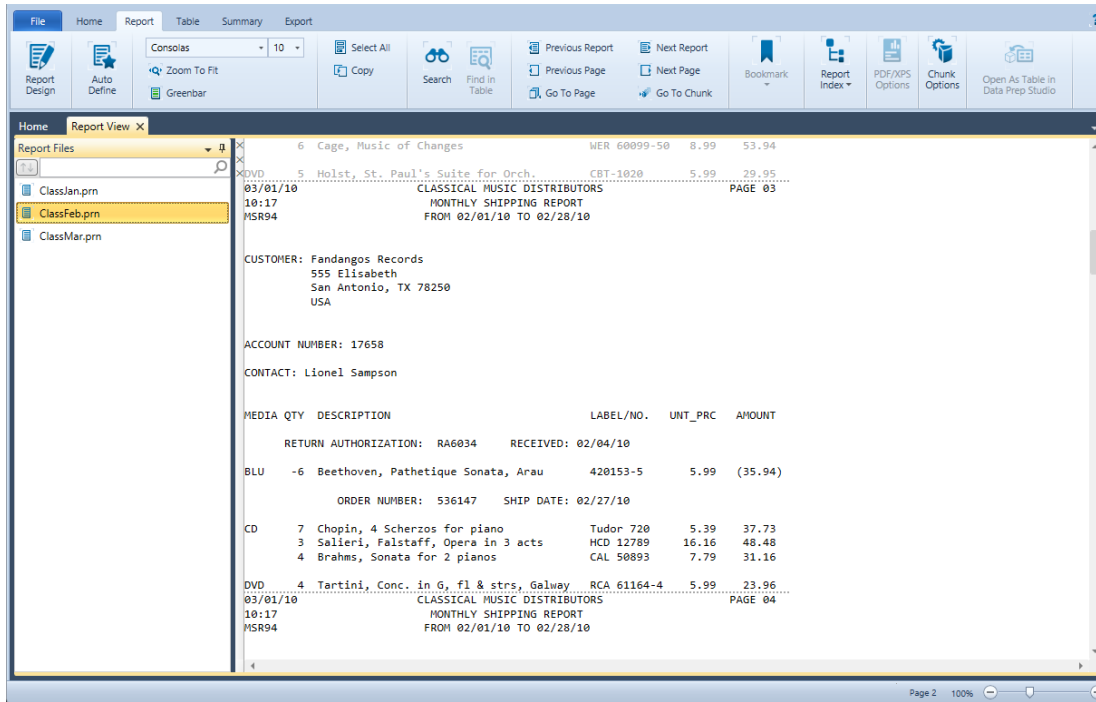 File Home Report Table Summary Export
Report Design
Auto Define
Consolas 10
Zoom To Fit
Greenbar
Select All
Copy
Search
Find in Table
Previous Report
Previous Page
Go To Page
Next Report
Next Page
Go To Chunk
Bookmark
Report Index
PDF/XPS Options
Chunk Options
Open As Table in Data Prep Studio
Home Report View
Report Files
ClassJan.prn
ClassFeb.prn
ClassMar.prn
6 Cage, Music of Changes WER 60099-50 8.99 53.94
DVD 5 Holst, St. Paul's Suite for Orch. CBT-1020 5.99 29.95
03/01/10 CLASSICAL MUSIC DISTRIBUTORS PAGE 03
10:17 MONTHLY SHIPPING REPORT
MSR94 FROM 02/01/10 TO 02/28/10
CUSTOMER: Fandangos Records
555 Elisabeth
San Antonio, TX 78250
USA
ACCOUNT NUMBER: 17658
CONTACT: Lionel Sampson
MEDIA QTY DESCRIPTION LABEL/NO. UNT_PRC AMOUNT
RETURN AUTHORIZATION: RA6034 RECEIVED: 02/04/10
BLU -6 Beethoven, Pathetique Sonata, Arau 420153-5 5.99 (35.94)
ORDER NUMBER: 536147 SHIP DATE: 02/27/10
CD 7 Chopin, 4 Scherzos for piano Tudor 720 5.39 37.73
3 Salieri, Falstaff, Opera in 3 acts HCD 12789 16.16 48.48
4 Brahms, Sonata for 2 pianos CAL 50893 7.79 31.16
DVD 4 Tartini, Conc. in G, fl & strs, Galway RCA 61164-4 5.99 23.96
03/01/10 CLASSICAL MUSIC DISTRIBUTORS PAGE 04
10:17 MONTHLY SHIPPING REPORT
MSR94 FROM 02/01/10 TO 02/28/10
Page 2 100%